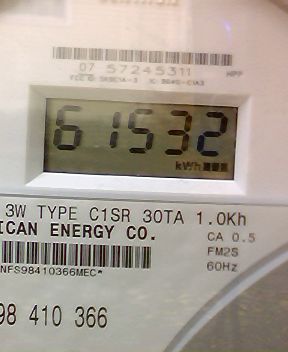 07 57245311 HPP
61532
kWh
3W TYPE C1SR 30TA 1.0Kh
ICAN ENERGY CO. CA 0.5
FM2S
NFS98410366MEC* 60Hz
98 410 366